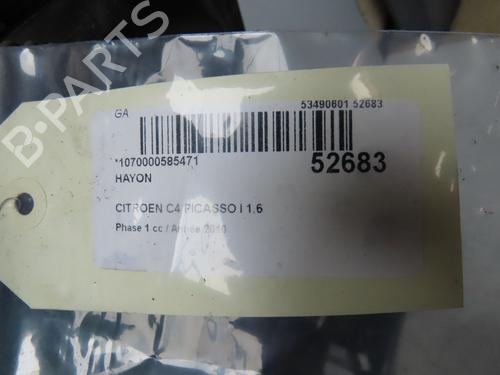 GA
53490601 52683
*1070000585471
52683
HAYON
CITROEN C4 PICASSO I 1.6
Phase 1 cc / Année 2010
B-PARTS